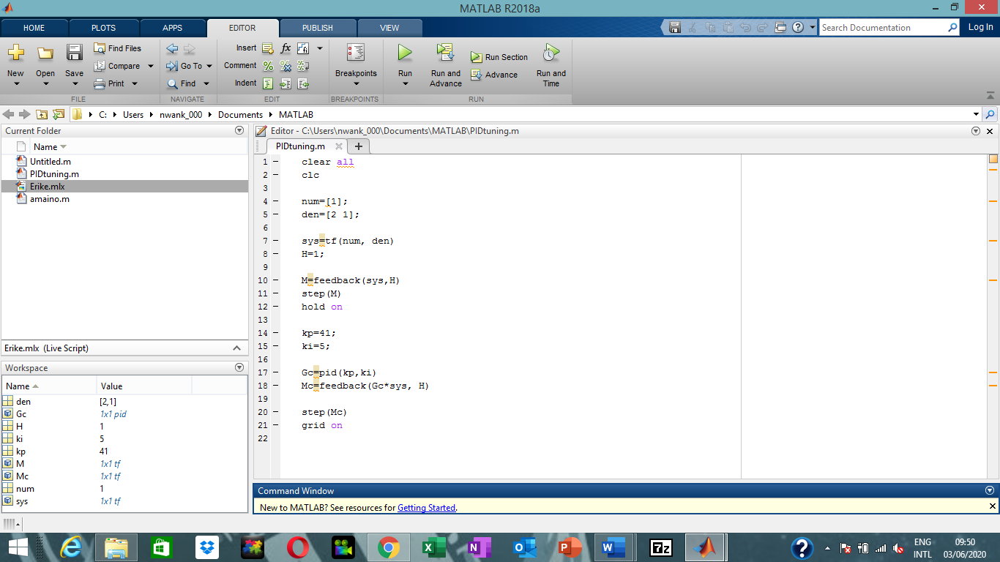 MATLAB R2018a
HOME PLOTS APPS EDITOR PUBLISH VIEW
Search Documentation
Log In
New Open Save
Find Files
Compare
Print
FILE
Go To
Find
NAVIGATE
Insert fx
Comment
Indent
EDIT
Breakpoints
BREAKPOINTS
Run
Run and Advance
Run Section
Advance
Run and Time
RUN
C: Users nwank_000 Documents MATLAB
Current Folder
Name
Untitled.m
PIDtuning.m
Erike.mlx
amaino.m
Erike.mlx (Live Script)
Workspace
Name Value
den [2,1]
Gc 1x1 pid
H 1
ki 5
kp 41
M 1x1 tf
Mc 1x1 tf
num 1
sys 1x1 tf
Editor - C:\Users\nwank_000\Documents\MATLAB\PIDtuning.m
PIDtuning.m
1 clear all
2 clc
3
4 num=[1];
5 den=[2 1];
6
7 sys=tf(num, den)
8 H=1;
9
10 M=feedback(sys,H)
11 step(M)
12 hold on
13
14 kp=41;
15 ki=5;
16
17 Gc=pid(kp,ki)
18 Mc=feedback(Gc*sys, H)
19
20 step(Mc)
21 grid on
22
Command Window
New to MATLAB? See resources for Getting Started.
ENG
INTL
09:50
03/06/2020